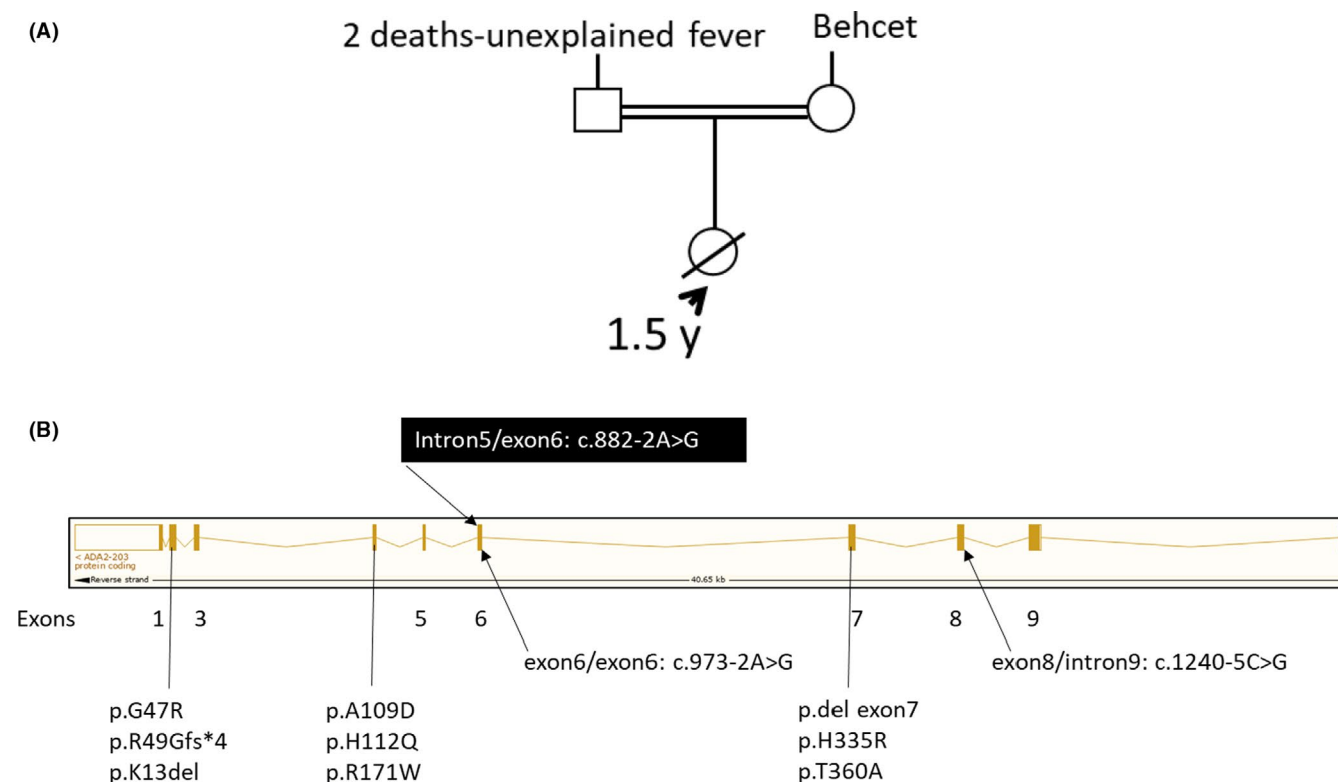 (A)
2 deaths-unexplained fever
Behcet
1.5 y
(B)
Intron5/exon6: c.882-2A>G
< ADA2-203
protein coding
Reverse strand
40.65 kb
Exons 1 3 5 6 7 8 9
exon6/exon6: c.973-2A>G
exon8/intron9: c.1240-5C>G
p.G47R
p.R49Gfs*4
p.K13del
p.A109D
p.H112Q
p.R171W
p.del exon7
p.H335R
p.T360A